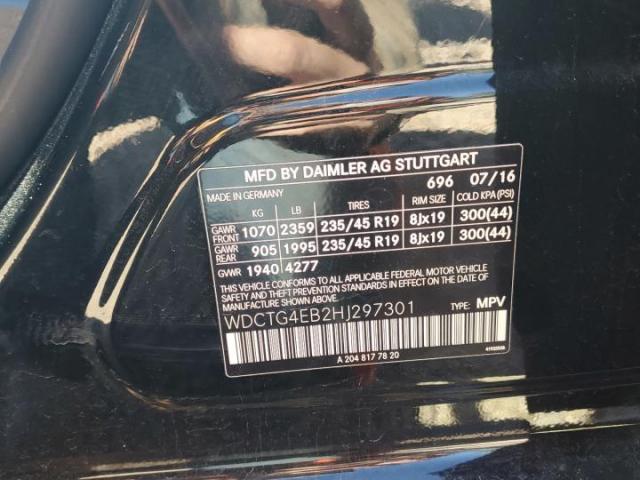 MFD BY DAIMLER AG STUTTGART
MADE IN GERMANY 696 07/16
KG LB TIRES RIM SIZE COLD KPA (PSI)
GAWR FRONT 1070 2359 235/45 R19 8Jx19 300(44)
GAWR REAR 905 1995 235/45 R19 8Jx19 300(44)
GVWR 1940 4277
THIS VEHICLE CONFORMS TO ALL APPLICABLE FEDERAL MOTOR VEHICLE
SAFETY, BUMPER, AND THEFT PREVENTION STANDARDS IN EFFECT
ON THE DATE OF MANUFACTURE SHOWN ABOVE.
WDCTG4EB2HJ297301 TYPE: MPV
A 204 817 78 20